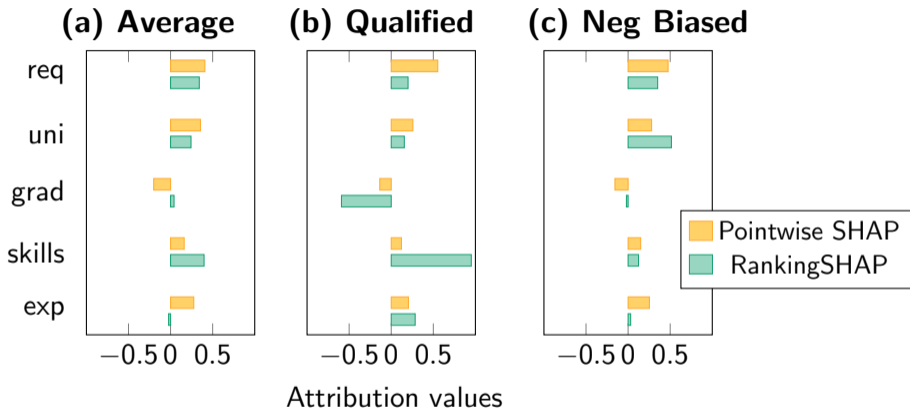 (a) Average (b) Qualified (c) Neg Biased
req
uni
grad
skills
exp
Pointwise SHAP
RankingSHAP
−0.5 0 0.5 −0.5 0 0.5 −0.5 0 0.5
Attribution values